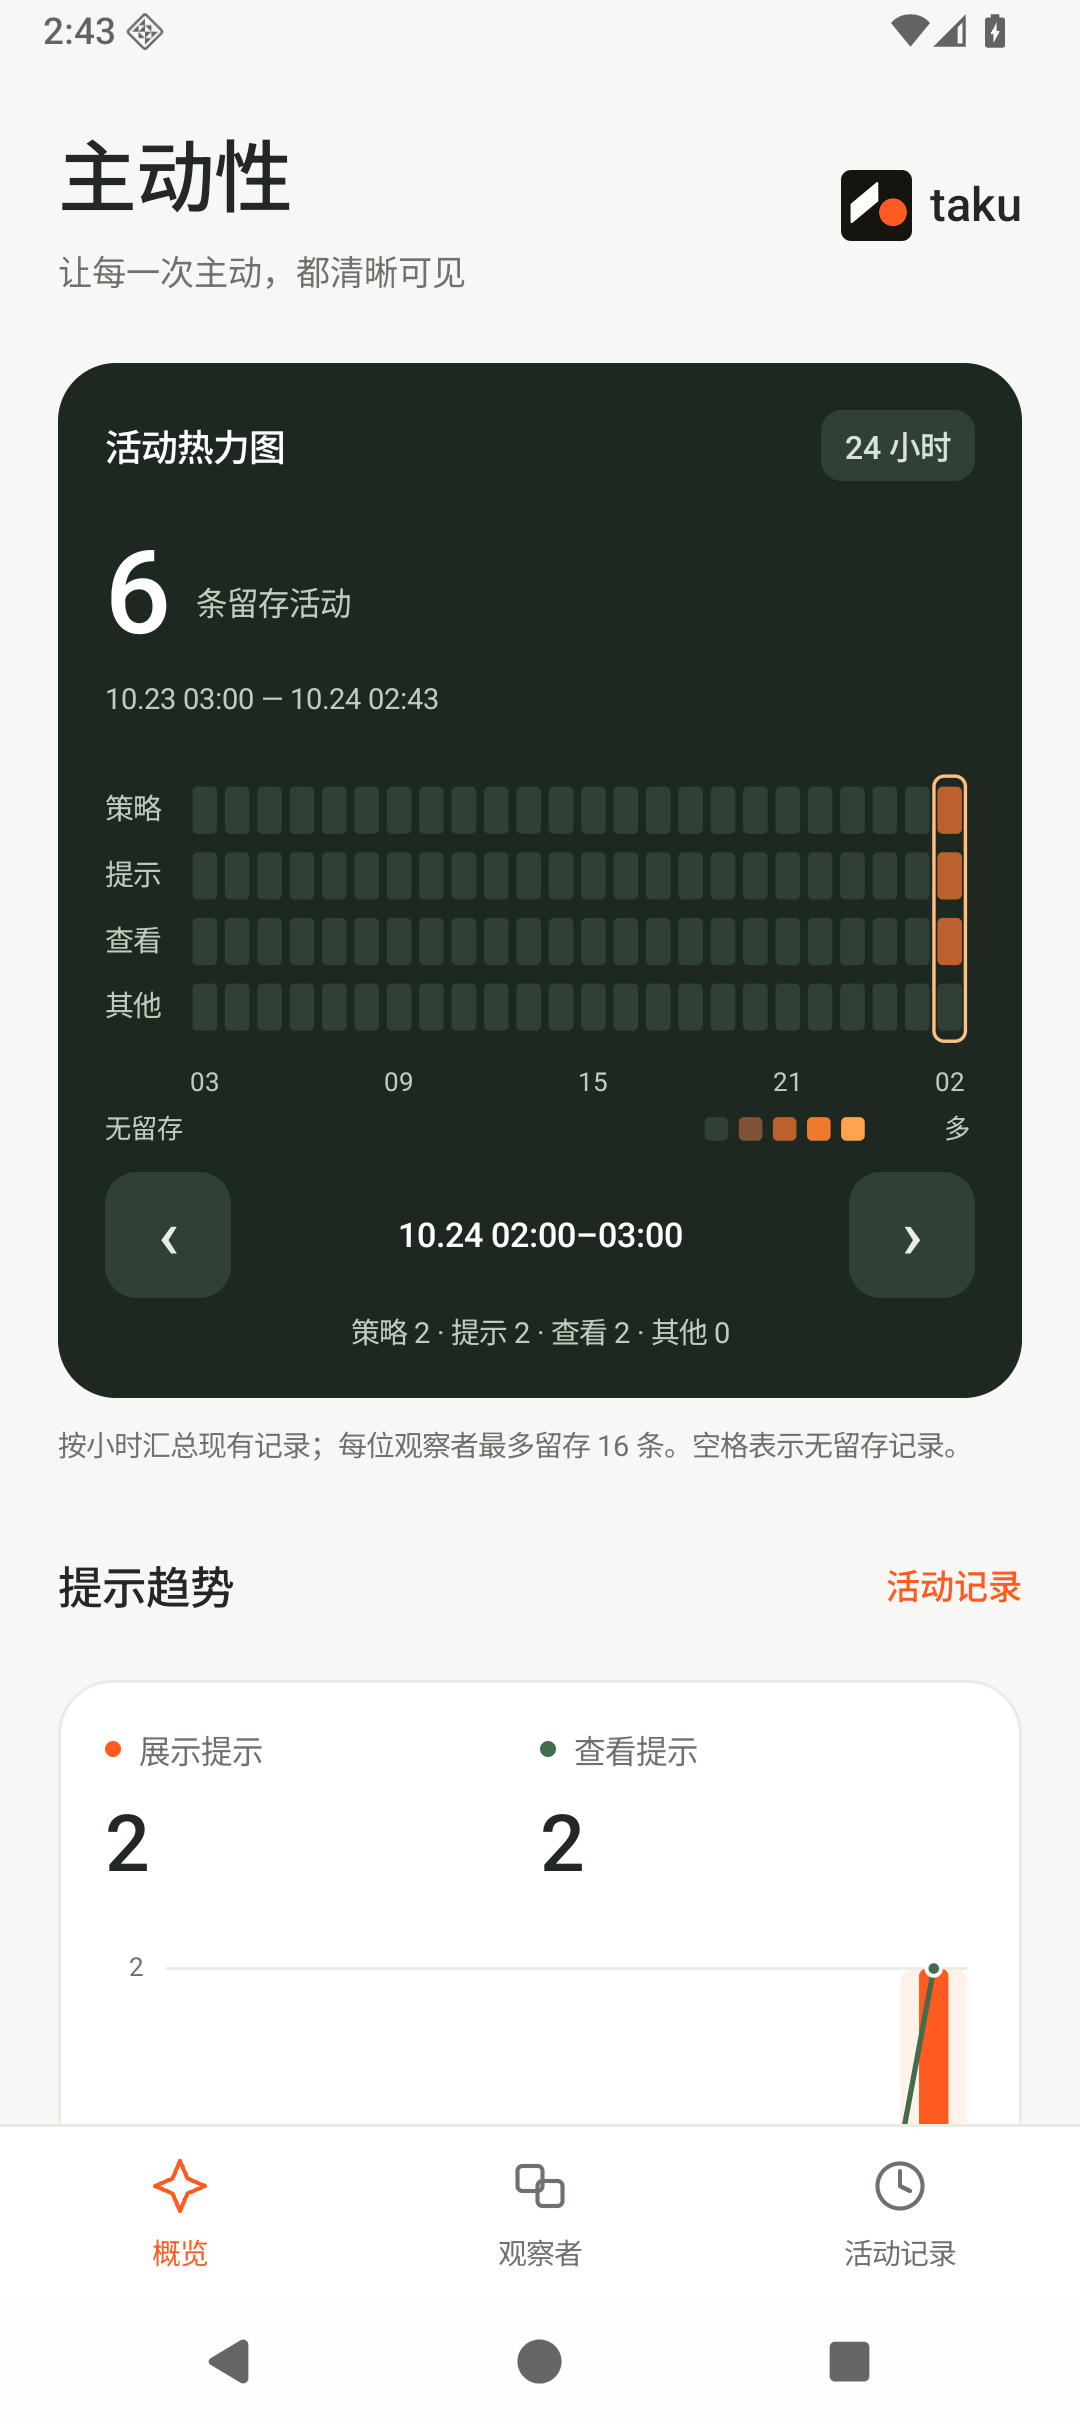 2:43
主动性
taku
让每一次主动，都清晰可见
活动热力图
24 小时
6 条留存活动
10.23 03:00 — 10.24 02:43
策略
提示
查看
其他
03 09 15 21 02
无留存 多
‹ 10.24 02:00–03:00 ›
策略 2 · 提示 2 · 查看 2 · 其他 0
按小时汇总现有记录；每位观察者最多留存 16 条。空格表示无留存记录。
提示趋势 活动记录
展示提示 查看提示
2 2
2
概览 观察者 活动记录